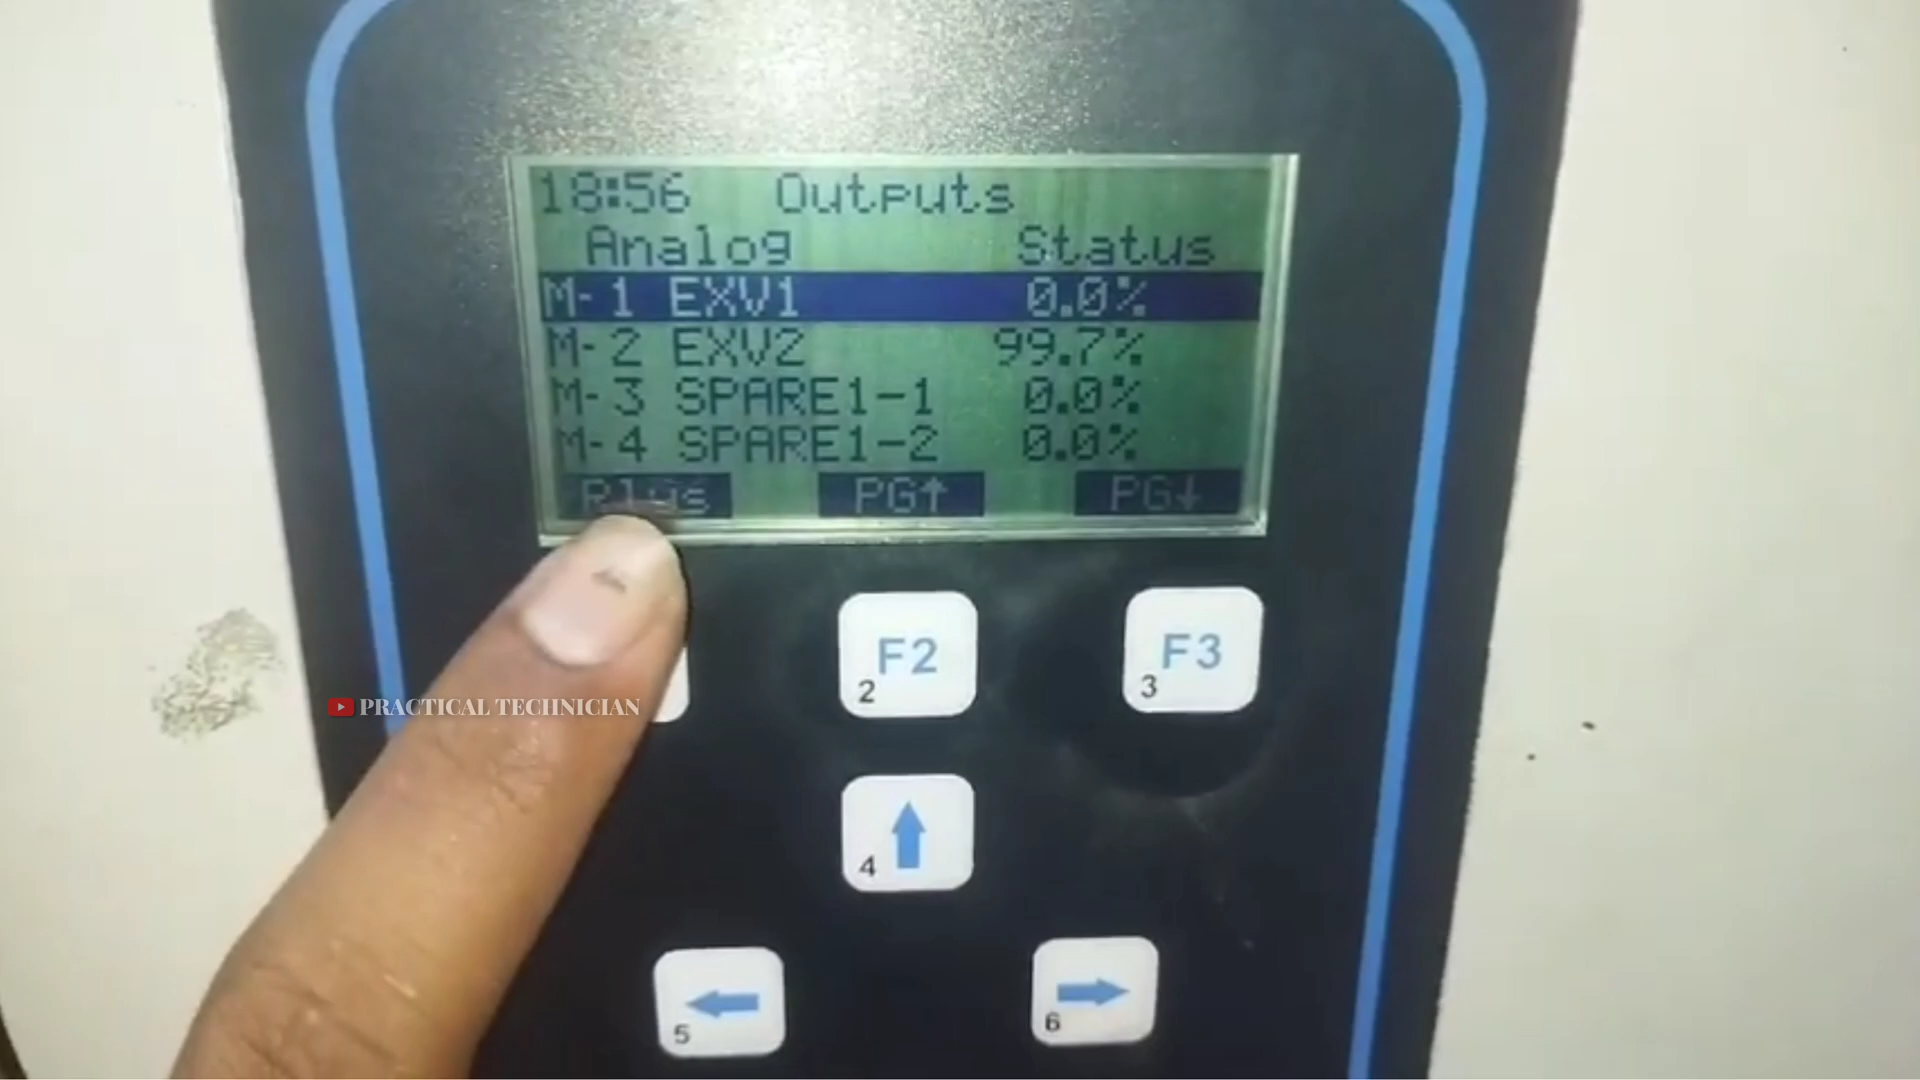 18:56 Outputs
Analog Status
M-1 EXV1 0.0%
M-2 EXV2 99.7%
M-3 SPARE1-1 0.0%
M-4 SPARE1-2 0.0%
Rlys PG↑ PG↓
F2 2
F3 3
PRACTICAL TECHNICIAN
4
5
6